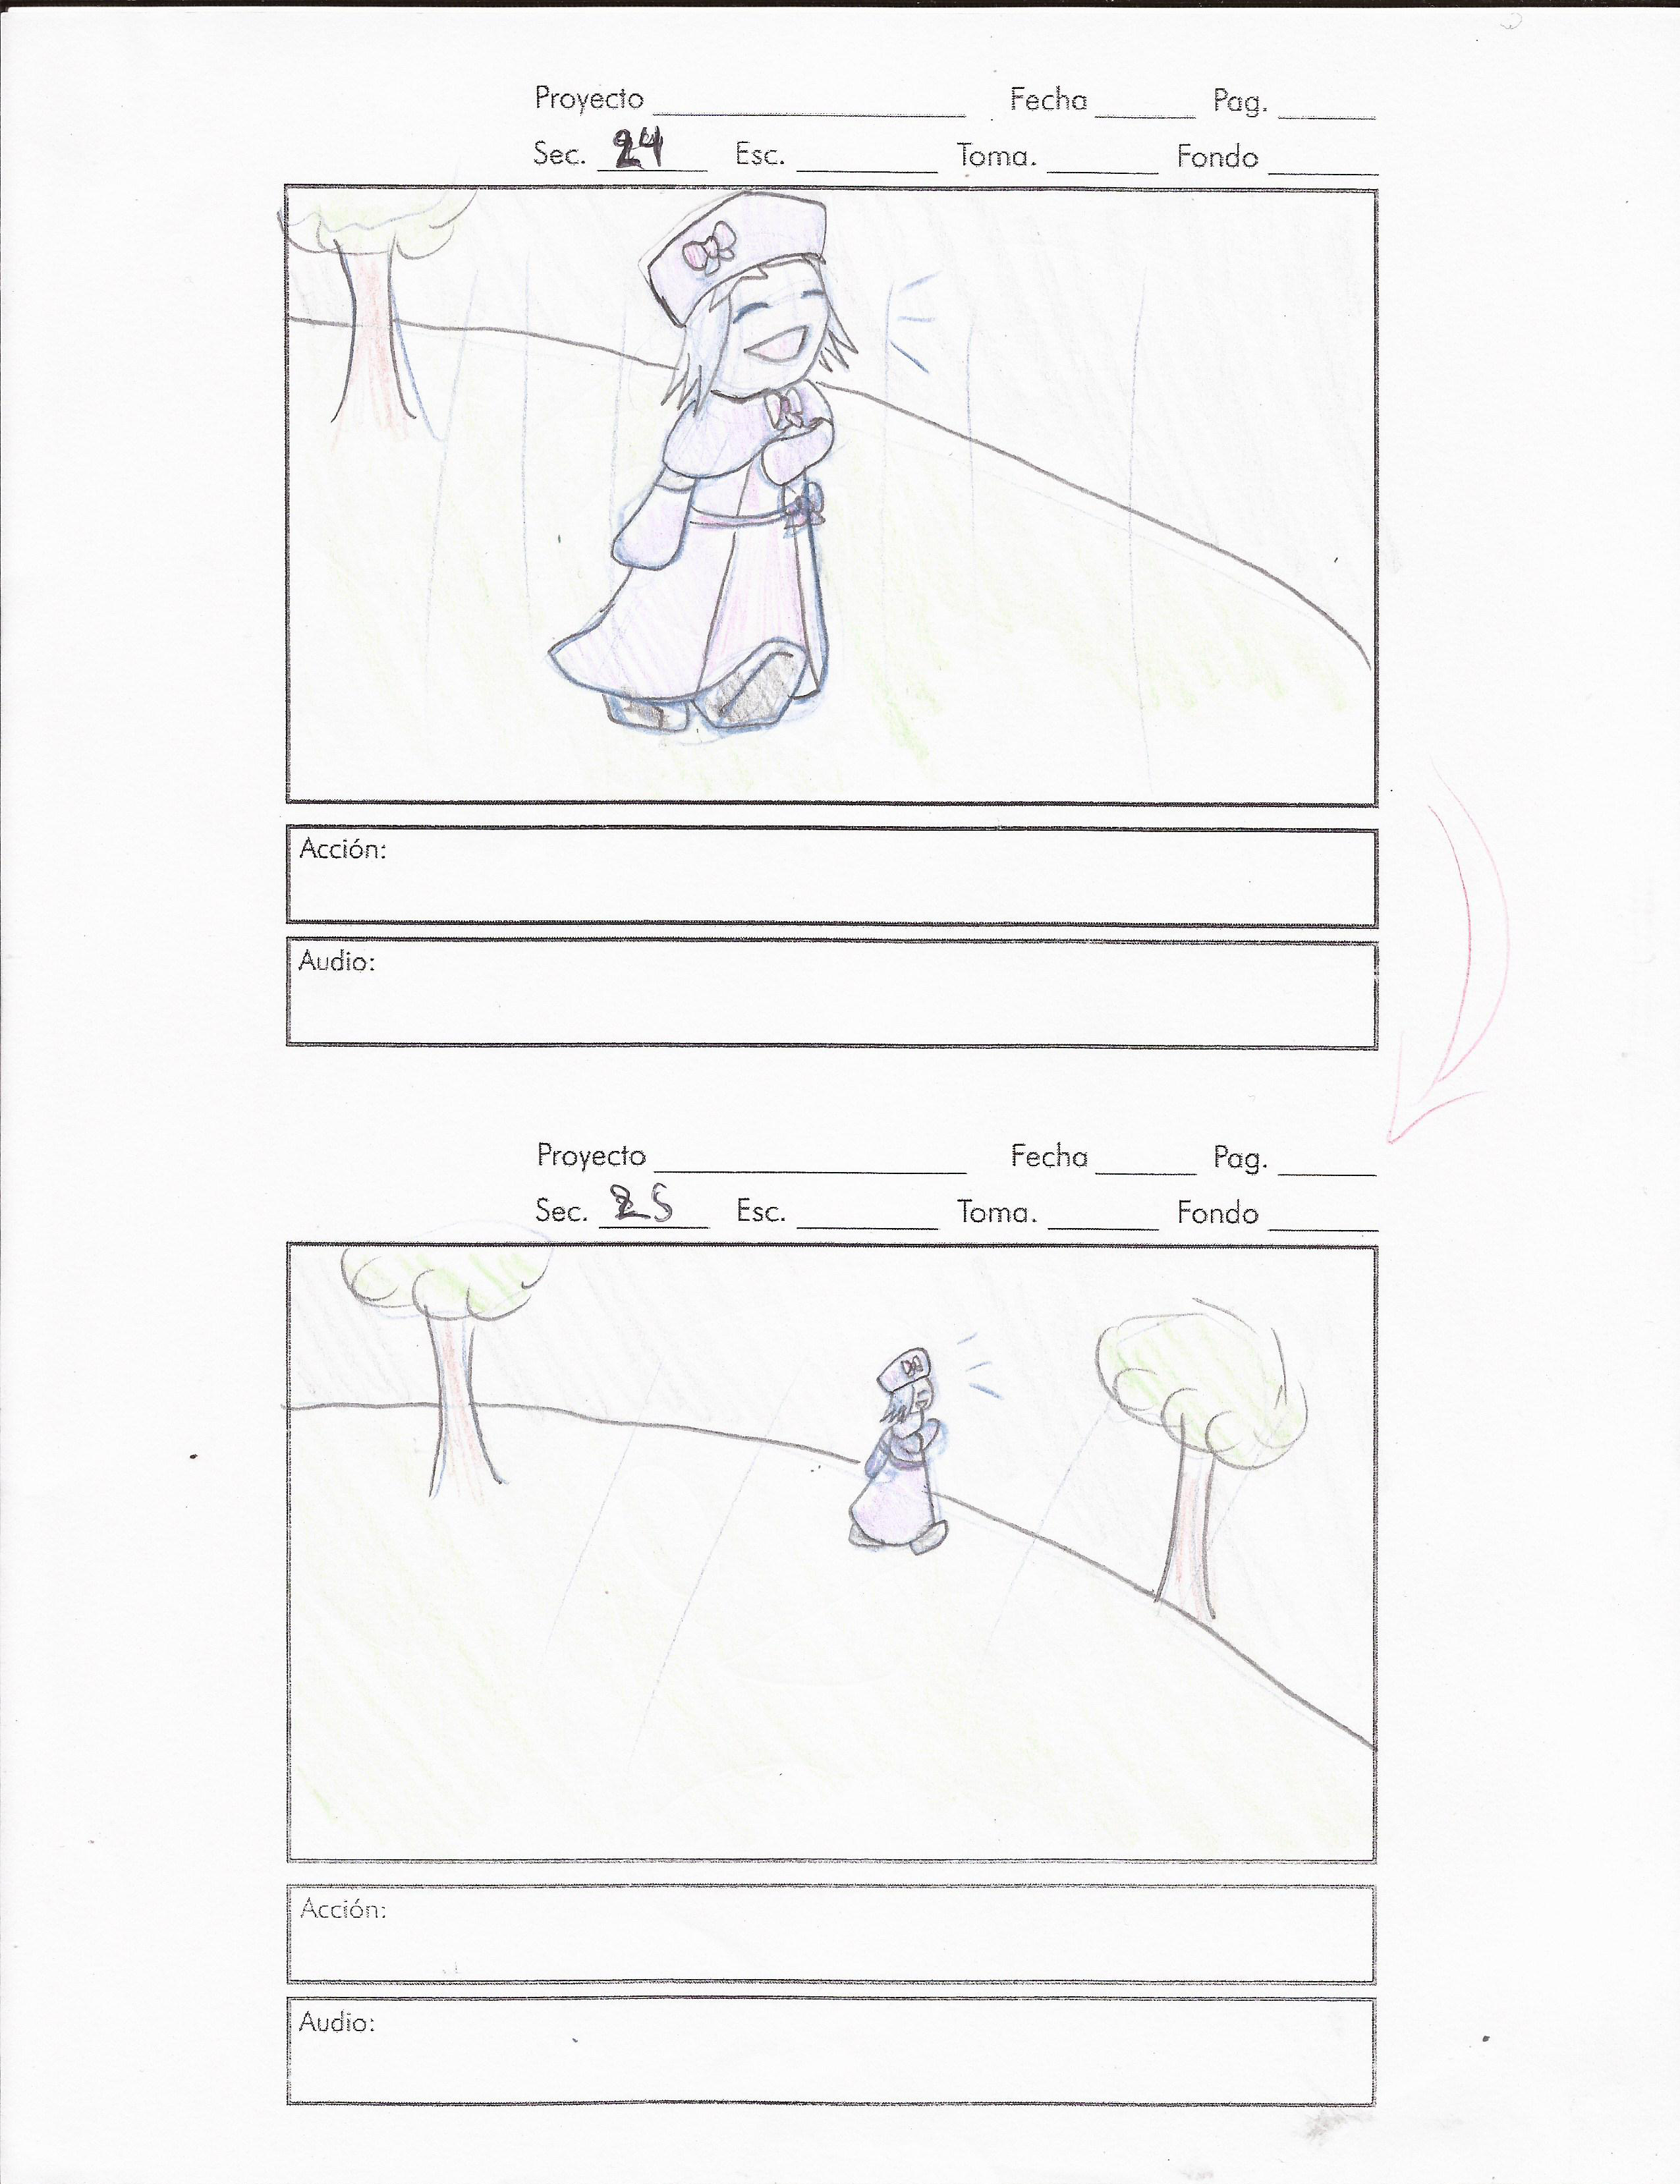 Proyecto Fecha Pag.
Sec. 24 Esc. Toma. Fondo
Acción:
Audio:
Proyecto Fecha Pag.
Sec. 25 Esc. Toma. Fondo
Acción:
Audio: